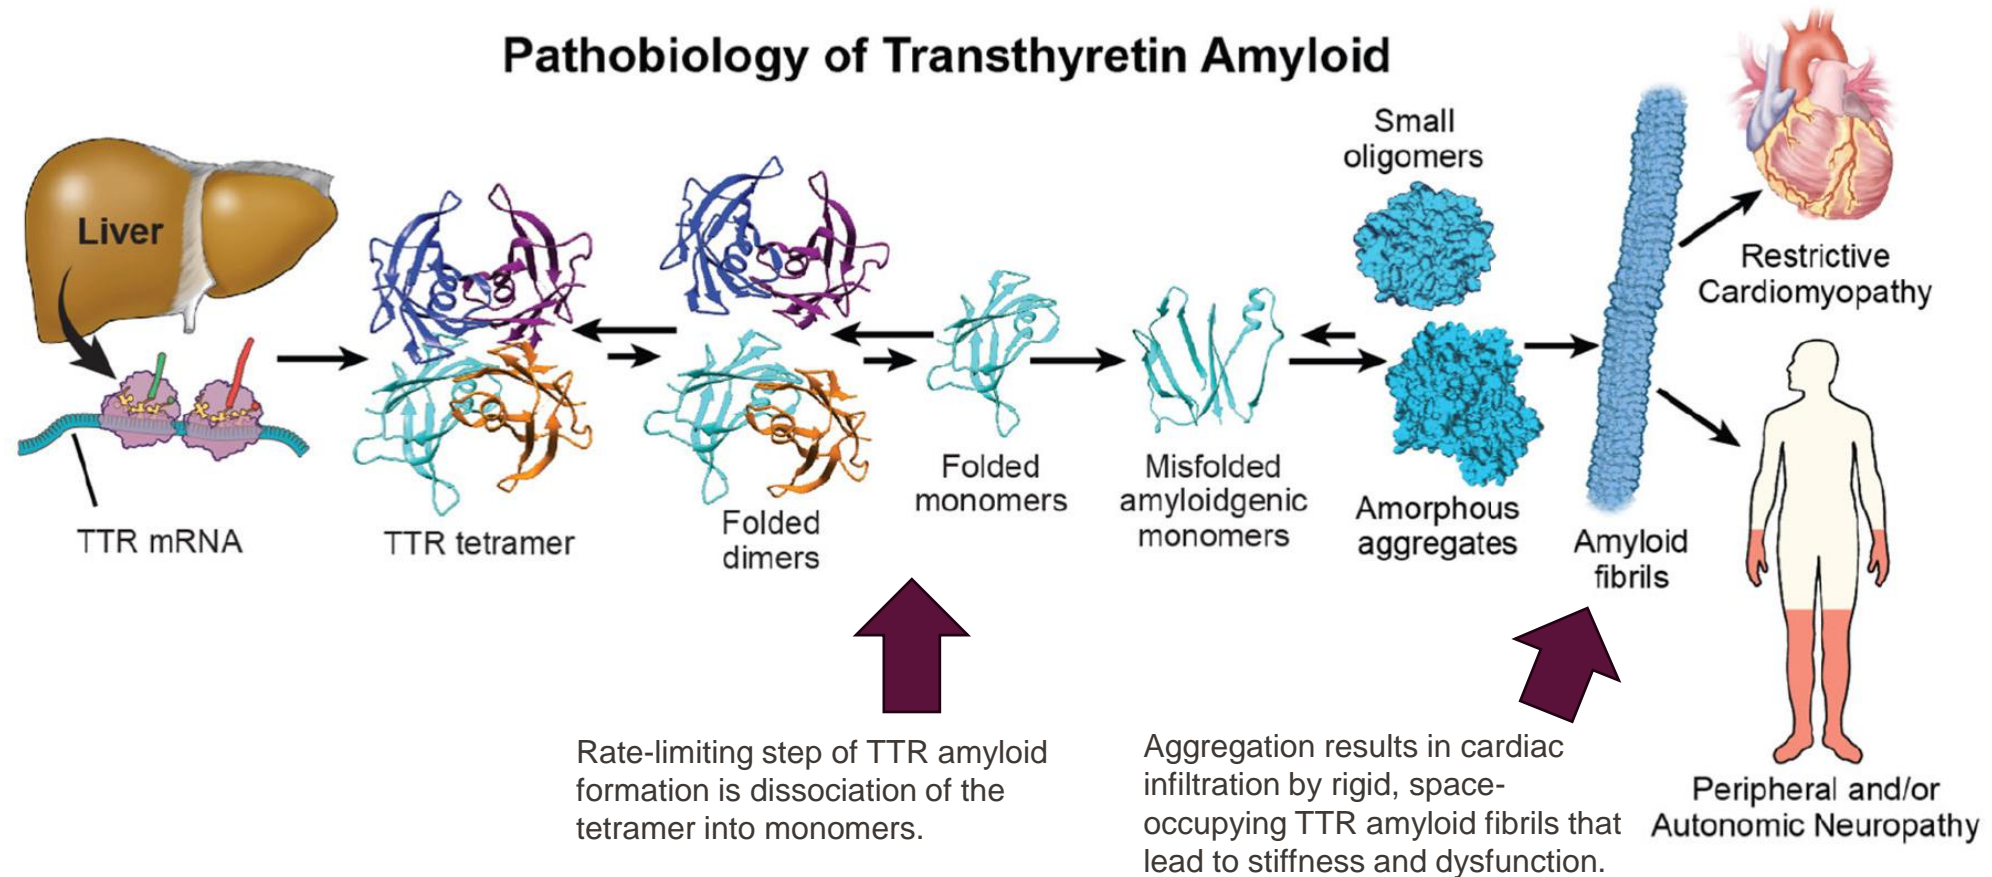 Pathobiology of Transthyretin Amyloid
Liver
TTR mRNA
TTR tetramer
Folded
dimers
Folded
monomers
Misfolded
amyloidgenic
monomers
Small
oligomers
Amorphous
aggregates
Amyloid
fibrils
Restrictive
Cardiomyopathy
Peripheral and/or
Autonomic Neuropathy
Rate-limiting step of TTR amyloid
formation is dissociation of the
tetramer into monomers.
Aggregation results in cardiac
infiltration by rigid, space-
occupying TTR amyloid fibrils that
lead to stiffness and dysfunction.